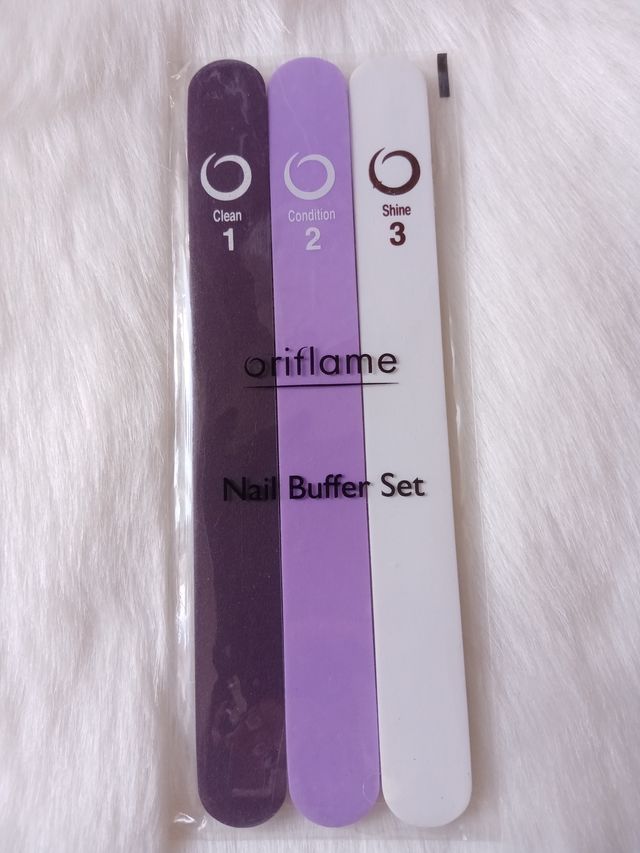 Clean
1
Condition
2
Shine
3
oriflame
Nail Buffer Set